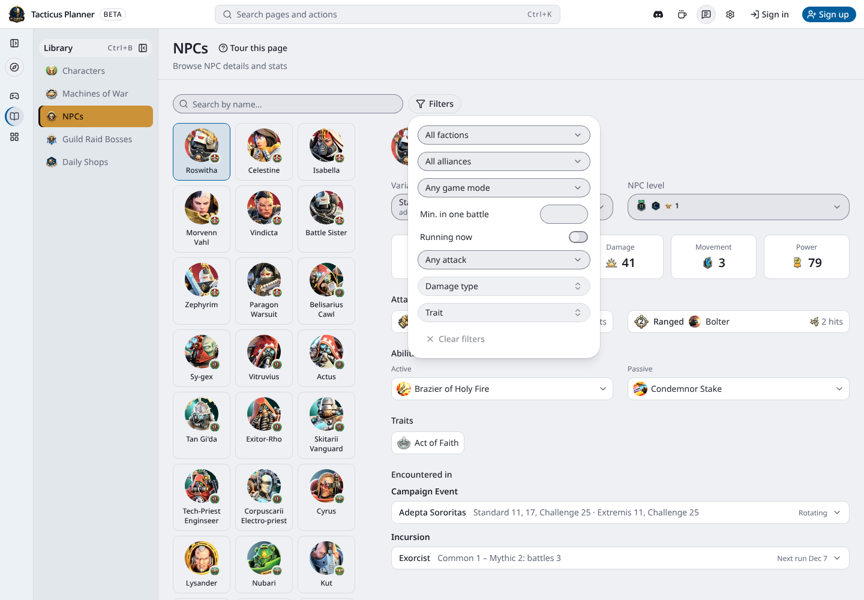 Tacticus Planner BETA
Search pages and actions Ctrl+K
Sign in
Sign up
Library Ctrl+B
Characters
Machines of War
NPCs
Guild Raid Bosses
Daily Shops
NPCs Tour this page
Browse NPC details and stats
Search by name...
Filters
Roswitha
Celestine
Isabella
Morvenn
Vahl
Vindicta
Battle Sister
Zephyrim
Paragon
Warsuit
Belisarius
Cawl
Sy-gex
Vitruvius
Actus
Tan Gi'da
Exitor-Rho
Skitarii
Vanguard
Tech-Priest
Engineer
Corpuscarii
Electro-priest
Cyrus
Lysander
Nubari
Kut
All factions
All alliances
Any game mode
Min. in one battle
Running now
Any attack
Damage type
Trait
Clear filters
NPC level
1
Damage
41
Movement
3
Power
79
Ranged Bolter 2 hits
Active
Brazier of Holy Fire
Passive
Condemnor Stake
Traits
Act of Faith
Encountered in
Campaign Event
Adepta Sororitas Standard 11, 17, Challenge 25 · Extremis 11, Challenge 25 Rotating
Incursion
Exorcist Common 1 – Mythic 2: battles 3 Next run Dec 7